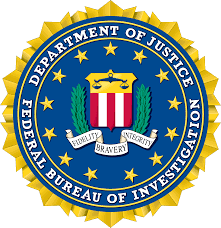 DEPARTMENT OF JUSTICE
FIDELITY BRAVERY INTEGRITY
FEDERAL BUREAU OF INVESTIGATION